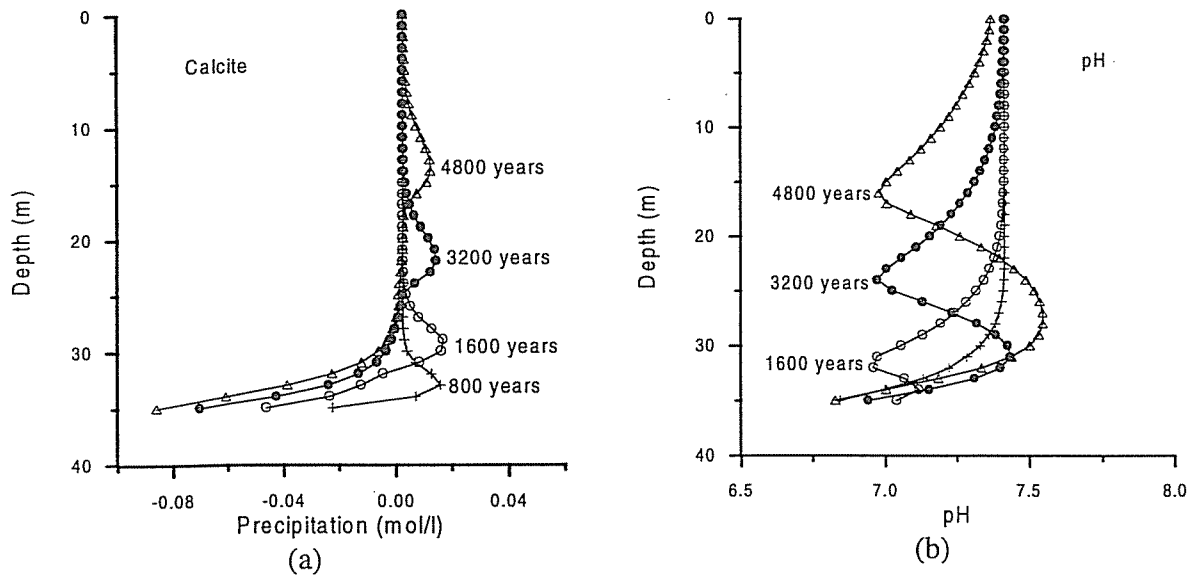 Calcite
0
10
20
30
40
Depth (m)
4800 years
3200 years
1600 years
800 years
-0.08
-0.04
0.00
0.04
Precipitation (mol/l)
(a)
pH
0
10
20
30
40
Depth (m)
4800 years
3200 years
1600 years
6.5
7.0
7.5
8.0
pH
(b)